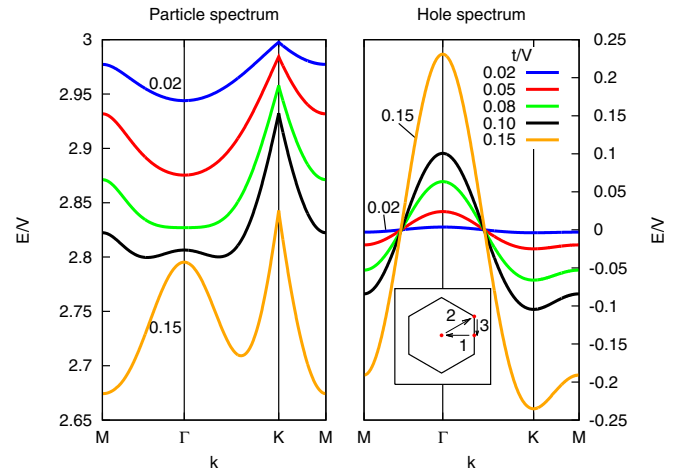 Particle spectrum
Hole spectrum
3
2.95
2.9
2.85
2.8
2.75
2.7
2.65
E/V
0.02
0.15
M
Γ
K
M
k
t/V
0.02
0.05
0.08
0.10
0.15
0.15
0.02
2
3
1
0.25
0.2
0.15
0.1
0.05
0
-0.05
-0.1
-0.15
-0.2
-0.25
E/V
M
Γ
K
M
k